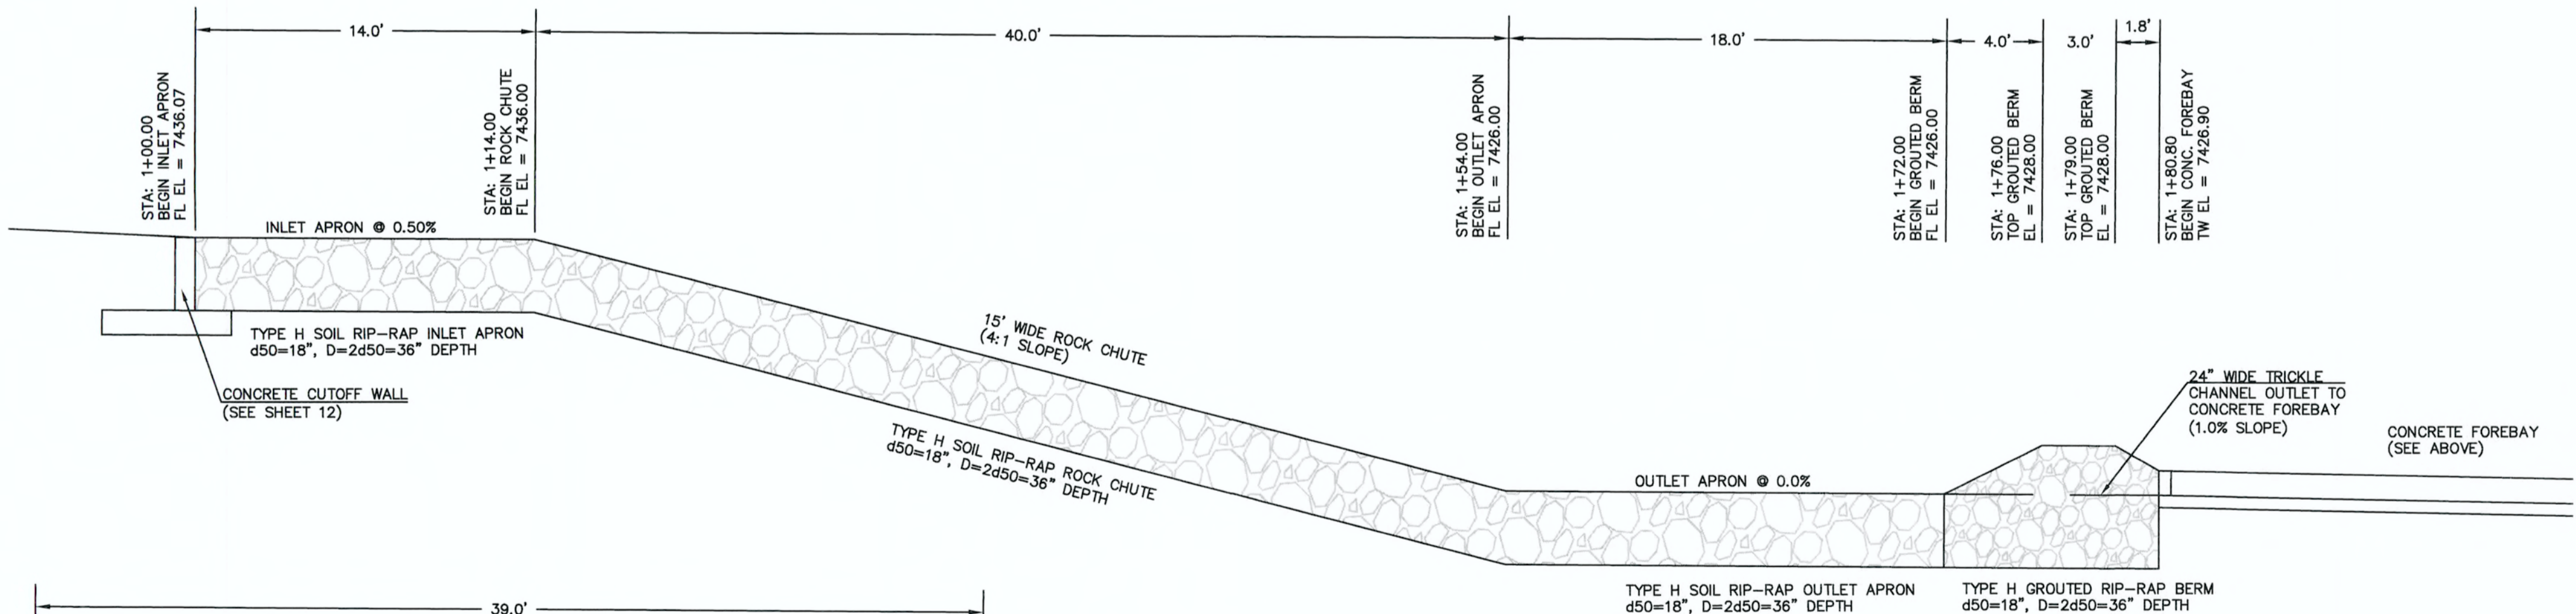 14.0'
40.0'
18.0'
4.0'
3.0'
1.8'
STA: 1+00.00
BEGIN INLET APRON
FL EL = 7436.07
STA: 1+14.00
BEGIN ROCK CHUTE
FL EL = 7436.00
STA: 1+54.00
BEGIN OUTLET APRON
FL EL = 7426.00
STA: 1+72.00
BEGIN GROUTED BERM
FL EL = 7426.00
STA: 1+76.00
TOP GROUTED BERM
EL = 7428.00
STA: 1+79.00
TOP GROUTED BERM
EL = 7428.00
STA: 1+80.80
BEGIN CONC. FOREBAY
TW EL = 7426.90
INLET APRON @ 0.50%
TYPE H SOIL RIP-RAP INLET APRON
d50=18", D=2d50=36" DEPTH
CONCRETE CUTOFF WALL
(SEE SHEET 12)
15' WIDE ROCK CHUTE
(4:1 SLOPE)
TYPE H SOIL RIP-RAP ROCK CHUTE
d50=18", D=2d50=36" DEPTH
OUTLET APRON @ 0.0%
24" WIDE TRICKLE
CHANNEL OUTLET TO
CONCRETE FOREBAY
(1.0% SLOPE)
CONCRETE FOREBAY
(SEE ABOVE)
TYPE H SOIL RIP-RAP OUTLET APRON
d50=18", D=2d50=36" DEPTH
TYPE H GROUTED RIP-RAP BERM
d50=18", D=2d50=36" DEPTH
39.0'